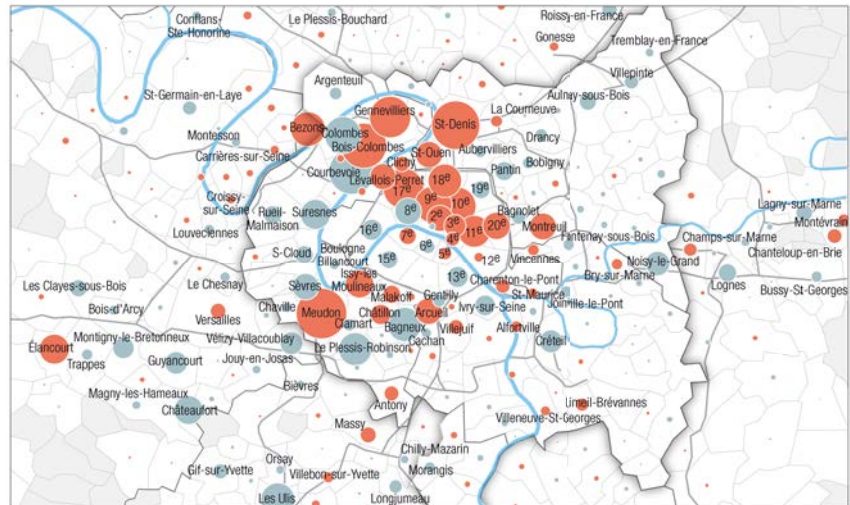 Conflans-
Ste-Honorine
Le Plessis-Bouchard
Roissy-en-France
Gonesse
Tremblay-en-France
Villepinte
Argenteuil
St-Germain-en-Laye
Aulnay-sous-Bois
Gennevilliers
La Courneuve
Bezons
Colombes
St-Denis
Montesson
Drancy
Bois-Colombes
St-Ouen
Aubervilliers
Carrières-sur-Seine
Clichy
Bobigny
Courbevoie
Pantin
Levallois-Perret
18e
19e
17e
Croissy-
sur-Seine
9e
10e
Lagny-sur-Marne
Rueil-
Malmaison
Suresnes
8e
2e
Bagnolet
3e
20e
Montreuil
Montévrain
Louveciennes
16e
7e
4e
11e
Fontenay-sous-Bois
Champs-sur-Marne
6e
5e
S-Cloud
Boulogne
Billancourt
15e
12e
Vincennes
Noisy-le-Grand
Chanteloup-en-Brie
Issy-les
Moulineaux
13e
Charenton-le-Pont
Bry-sur-Marne
Lognes
Bussy-St-Georges
Les Clayes-sous-Bois
Le Chesnay
Sèvres
Malakoff
Gentilly
St-Maurice
Joinville-le-Pont
Bois-d'Arcy
Chaville
Meudon
Châtillon
Arcueil
Ivry-sur-Seine
Versailles
Clamart
Bagneux
Villejuif
Alfortville
Montigny-le-Bretonneux
Vélizy-Villacoublay
Cachan
Créteil
Élancourt
Le Plessis-Robinson
Trappes
Guyancourt
Jouy-en-Josas
Bièvres
Magny-les-Hameaux
Antony
Limeil-Brévannes
Châteaufort
Villeneuve-St-Georges
Massy
Chilly-Mazarin
Orsay
Gif-sur-Yvette
Villebon-sur-Yvette
Morangis
Les Ulis
Longjumeau